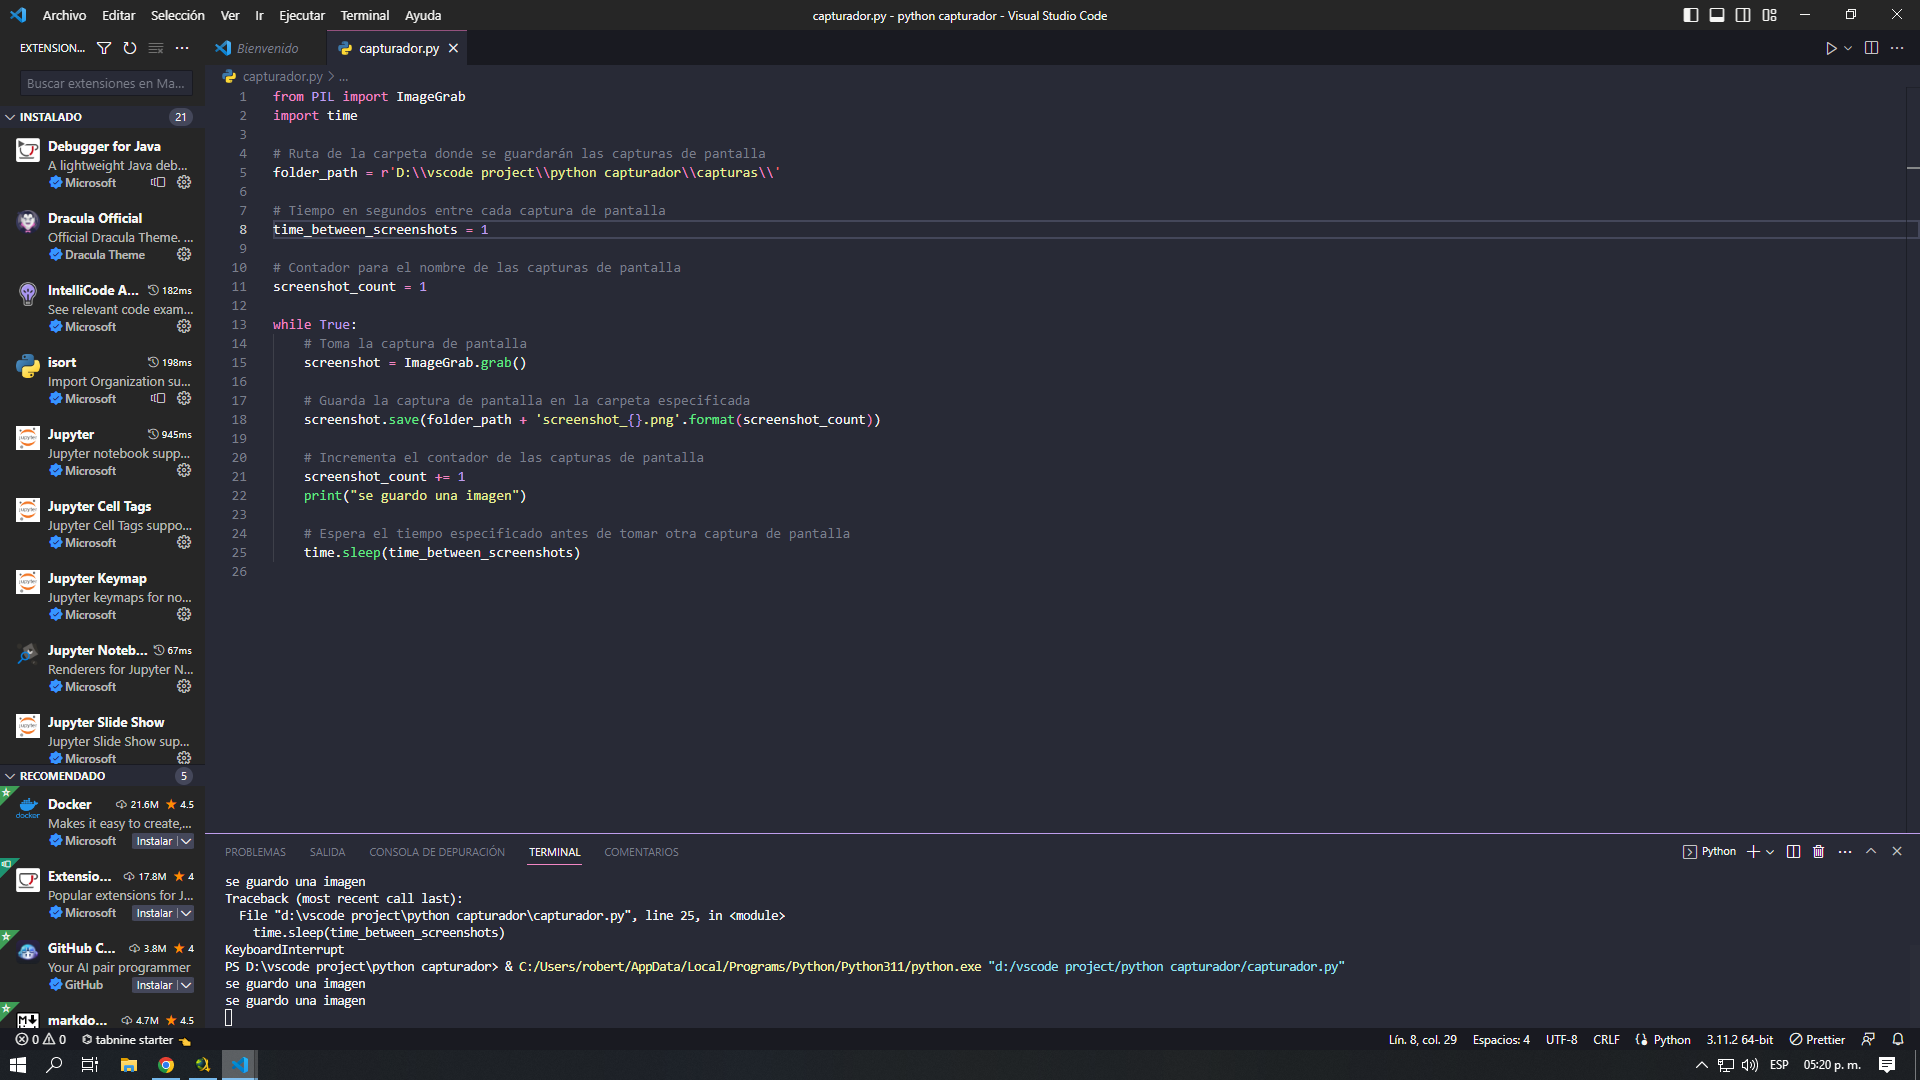 Archivo Editar Selección Ver Ir Ejecutar Terminal Ayuda
capturador.py - python capturador - Visual Studio Code
EXTENSION...
Buscar extensiones en Ma...
INSTALADO 21
Debugger for Java
A lightweight Java deb...
Microsoft
Dracula Official
Official Dracula Theme. ...
Dracula Theme
IntelliCode A... 182ms
See relevant code exam...
Microsoft
isort 198ms
Import Organization su...
Microsoft
Jupyter 945ms
Jupyter notebook supp...
Microsoft
Jupyter Cell Tags
Jupyter Cell Tags suppo...
Microsoft
Jupyter Keymap
Jupyter keymaps for no...
Microsoft
Jupyter Noteb... 67ms
Renderers for Jupyter N...
Microsoft
Jupyter Slide Show
Jupyter Slide Show sup...
Microsoft
RECOMENDADO 5
Docker 21.6M 4.5
Makes it easy to create,...
Microsoft Instalar
Extensio... 17.8M 4
Popular extensions for J...
Microsoft Instalar
GitHub C... 3.8M 4
Your AI pair programmer
GitHub Instalar
markdo... 4.7M 4.5
Bienvenido
capturador.py
capturador.py > ...
1 from PIL import ImageGrab
2 import time
3
4 # Ruta de la carpeta donde se guardarán las capturas de pantalla
5 folder_path = r'D:\\vscode project\\python capturador\\capturas\\'
6
7 # Tiempo en segundos entre cada captura de pantalla
8 time_between_screenshots = 1
9
10 # Contador para el nombre de las capturas de pantalla
11 screenshot_count = 1
12
13 while True:
14 # Toma la captura de pantalla
15 screenshot = ImageGrab.grab()
16
17 # Guarda la captura de pantalla en la carpeta especificada
18 screenshot.save(folder_path + 'screenshot_{}.png'.format(screenshot_count))
19
20 # Incrementa el contador de las capturas de pantalla
21 screenshot_count += 1
22 print("se guardo una imagen")
23
24 # Espera el tiempo especificado antes de tomar otra captura de pantalla
25 time.sleep(time_between_screenshots)
26
PROBLEMAS SALIDA CONSOLA DE DEPURACIÓN TERMINAL COMENTARIOS
Python
se guardo una imagen
Traceback (most recent call last):
File "d:\vscode project\python capturador\capturador.py", line 25, in <module>
time.sleep(time_between_screenshots)
KeyboardInterrupt
PS D:\vscode project\python capturador> & C:/Users/robert/AppData/Local/Programs/Python/Python311/python.exe "d:/vscode project/python capturador/capturador.py"
se guardo una imagen
se guardo una imagen
0 0 tabnine starter
Lín. 8, col. 29 Espacios: 4 UTF-8 CRLF Python 3.11.2 64-bit Prettier
ESP 05:20 p. m.